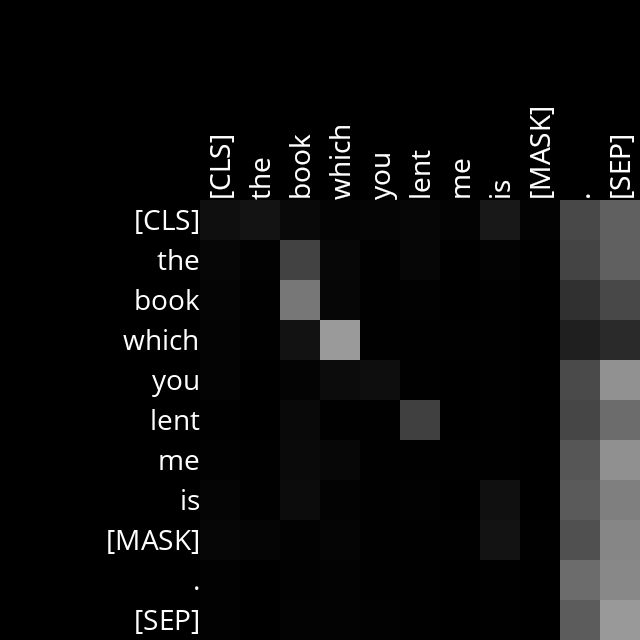 [CLS] the book which you lent me is [MASK] . [SEP]
[CLS]
the
book
which
you
lent
me
is
[MASK]
.
[SEP]